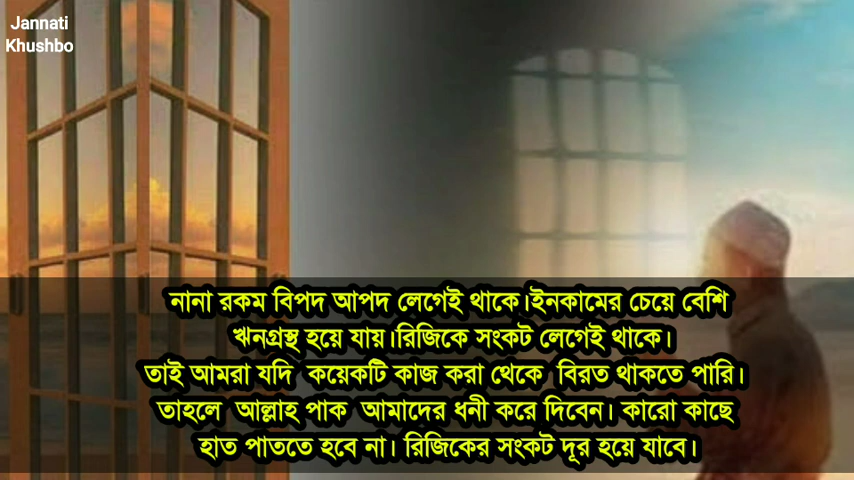 Jannati
Khushbo
নানা রকম বিপদ আপদ লেগেই থাকে।ইনকামের চেয়ে বেশি
ঋনগ্রস্থ হয়ে যায়।রিজিকে সংকট লেগেই থাকে।
তাই আমরা যদি কয়েকটি কাজ করা থেকে বিরত থাকতে পারি।
তাহলে আল্লাহ পাক আমাদের ধনী করে দিবেন। কারো কাছে
হাত পাততে হবে না। রিজিকের সংকট দূর হয়ে যাবে।